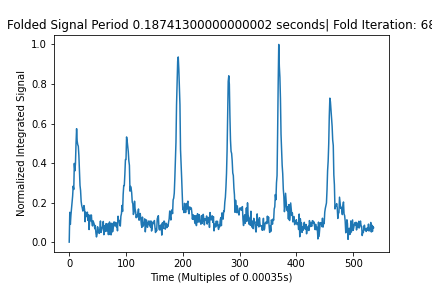 Folded Signal Period 0.18741300000000002 seconds| Fold Iteration: 68
1.0
0.8
0.6
0.4
0.2
0.0
Normalized Integrated Signal
0 100 200 300 400 500
Time (Multiples of 0.00035s)